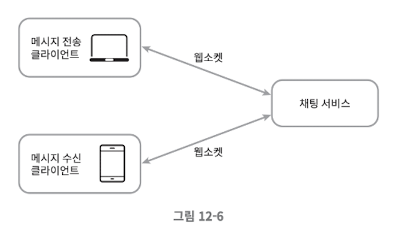 메시지 전송
클라이언트
웹소켓
채팅 서비스
메시지 수신
클라이언트
웹소켓
그림 12-6